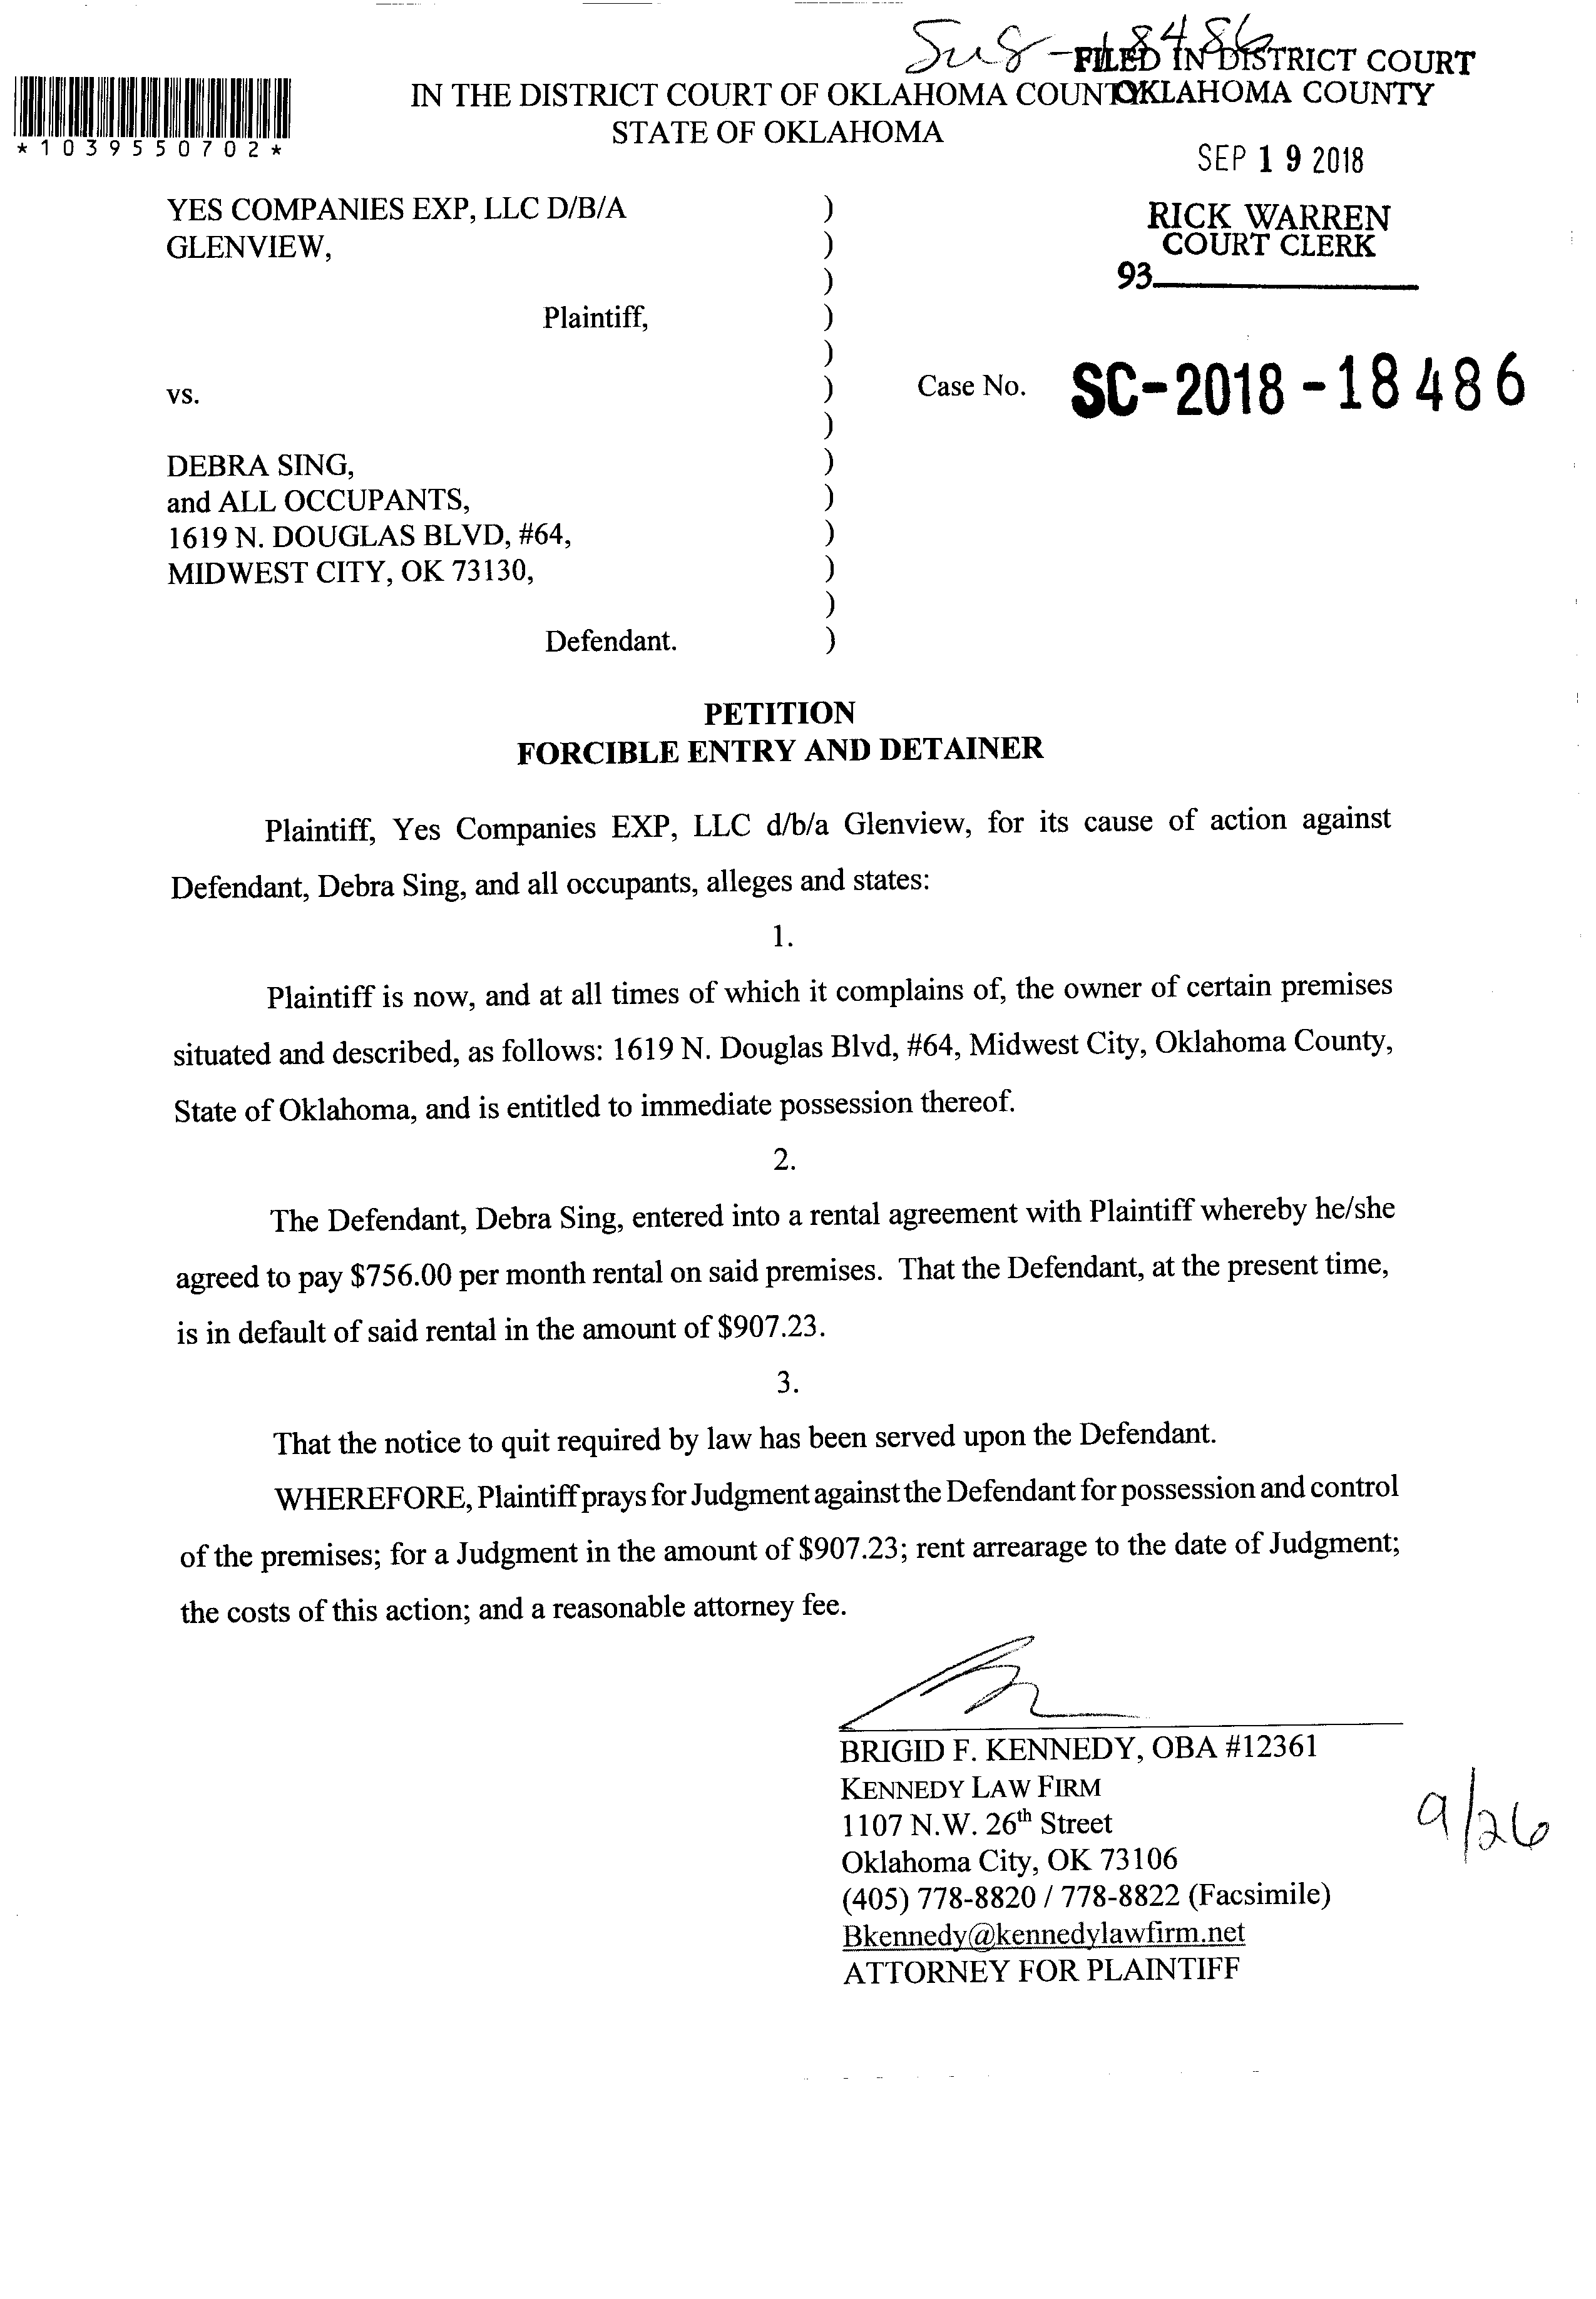 18486
FILED IN DISTRICT COURT
OKLAHOMA COUNTY
IN THE DISTRICT COURT OF OKLAHOMA COUNTY
STATE OF OKLAHOMA
*1039550702*
SEP 19 2018
RICK WARREN
COURT CLERK
93
YES COMPANIES EXP, LLC D/B/A )
GLENVIEW, )
)
Plaintiff, )
)
vs. )
)
Case No. SC-2018-18486
DEBRA SING, )
and ALL OCCUPANTS, )
1619 N. DOUGLAS BLVD, #64, )
MIDWEST CITY, OK 73130, )
)
Defendant. )
PETITION
FORCIBLE ENTRY AND DETAINER
Plaintiff, Yes Companies EXP, LLC d/b/a Glenview, for its cause of action against
Defendant, Debra Sing, and all occupants, alleges and states:
1.
Plaintiff is now, and at all times of which it complains of, the owner of certain premises
situated and described, as follows: 1619 N. Douglas Blvd, #64, Midwest City, Oklahoma County,
State of Oklahoma, and is entitled to immediate possession thereof.
2.
The Defendant, Debra Sing, entered into a rental agreement with Plaintiff whereby he/she
agreed to pay $756.00 per month rental on said premises. That the Defendant, at the present time,
is in default of said rental in the amount of $907.23.
3.
That the notice to quit required by law has been served upon the Defendant.
WHEREFORE, Plaintiff prays for Judgment against the Defendant for possession and control
of the premises; for a Judgment in the amount of $907.23; rent arrearage to the date of Judgment;
the costs of this action; and a reasonable attorney fee.
BRIGID F. KENNEDY, OBA #12361
KENNEDY LAW FIRM
1107 N.W. 26th Street
Oklahoma City, OK 73106
(405) 778-8820 / 778-8822 (Facsimile)
Bkennedy@kennedylawfirm.net
ATTORNEY FOR PLAINTIFF
9/26